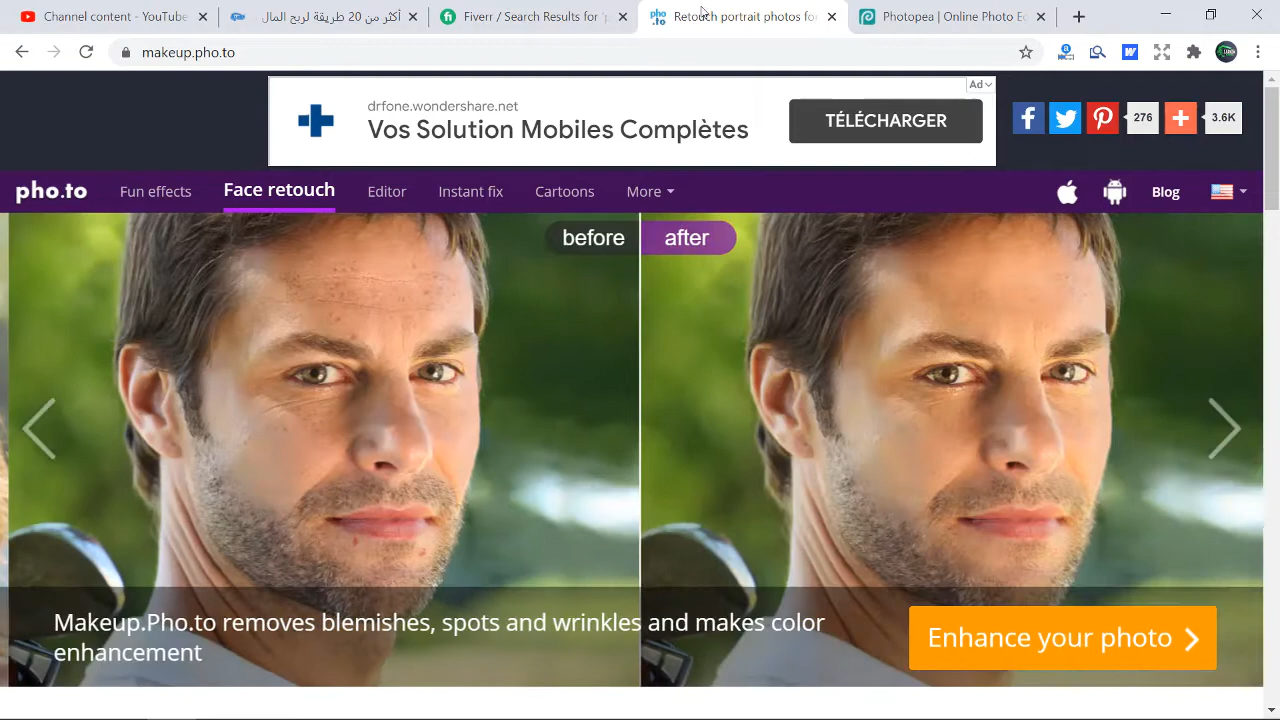 Channel content - YouTube
أكثر من 20 طريقة لربح المال
Fiverr / Search Results for 'p
Retouch portrait photos for
Photopea | Online Photo Ed
makeup.pho.to
Ad
drfone.wondershare.net
Vos Solution Mobiles Complètes
TÉLÉCHARGER
276
3.6K
pho.to Fun effects Face retouch Editor Instant fix Cartoons More Blog
before after
Makeup.Pho.to removes blemishes, spots and wrinkles and makes color
enhancement
Enhance your photo